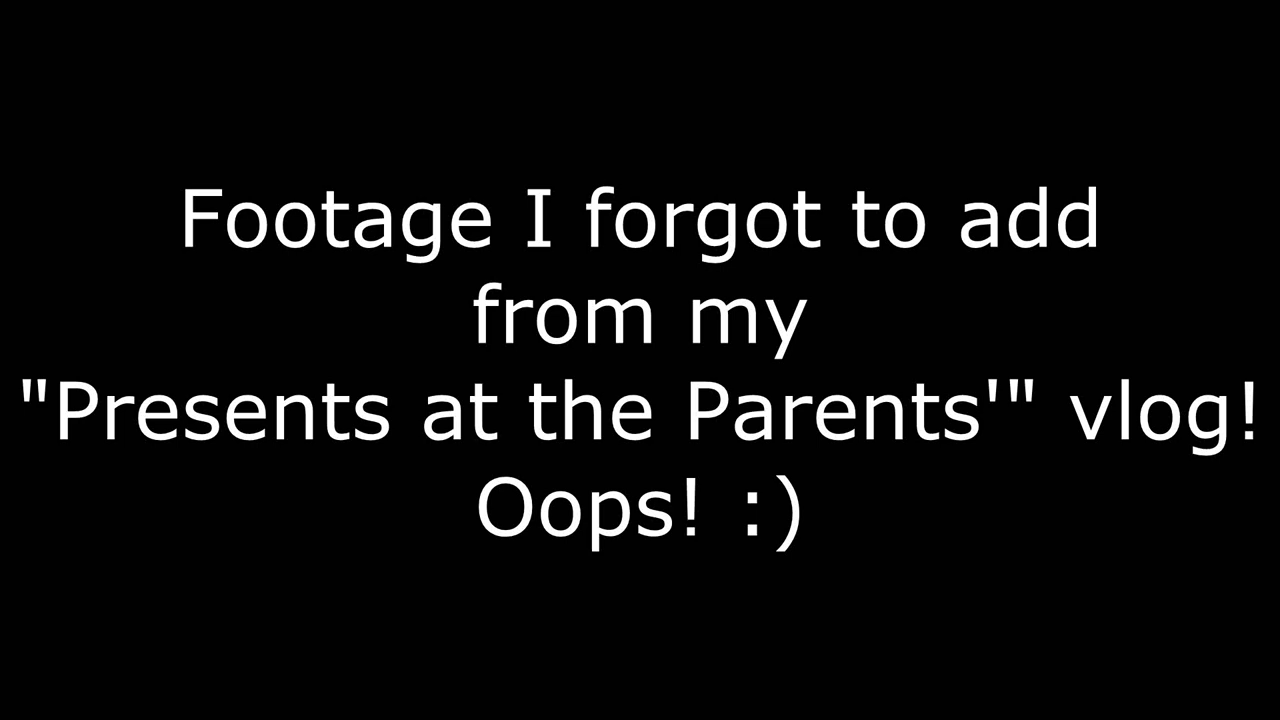 Footage I forgot to add
from my
"Presents at the Parents'" vlog!
Oops! :)